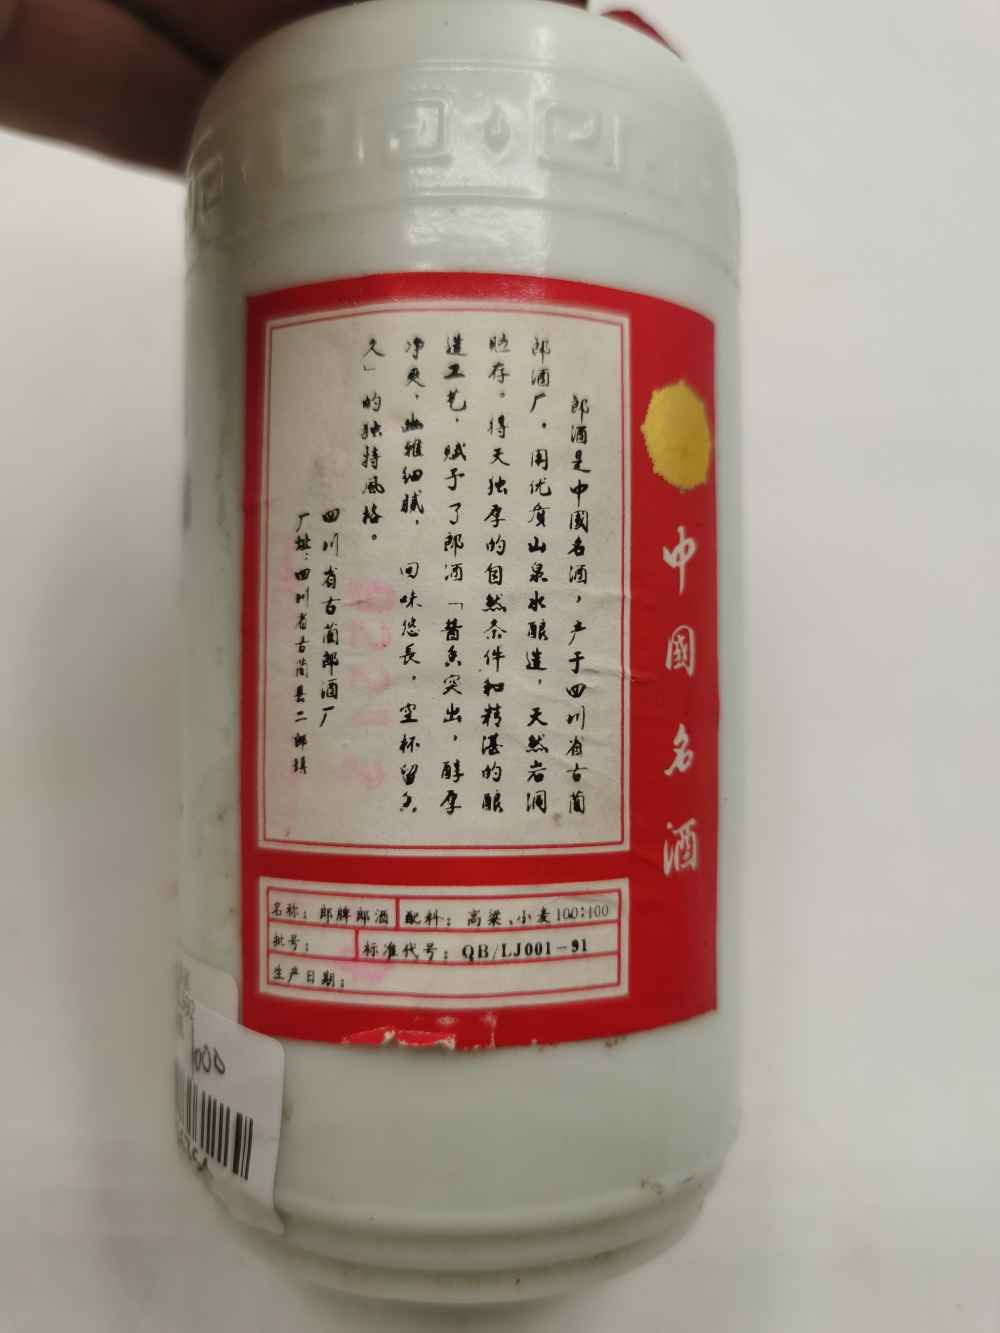 中國名酒
郎酒是中國名酒，产于四川省古蔺
郎酒厂。用优质山泉水酿造，天然岩洞
贮存。得天独厚的自然条件和精湛的酿
造工艺，赋予了郎酒「酱香突出，醇厚
净爽，幽雅细腻，回味悠長，空杯留香
久」的独特风格。
四川省古蔺郎酒厂
厂址：四川省古蔺县二郎镇
名称：郎牌郎酒 配料：高粱、小麦100:100
批号： 标准代号：QB/LJ001-91
生产日期：